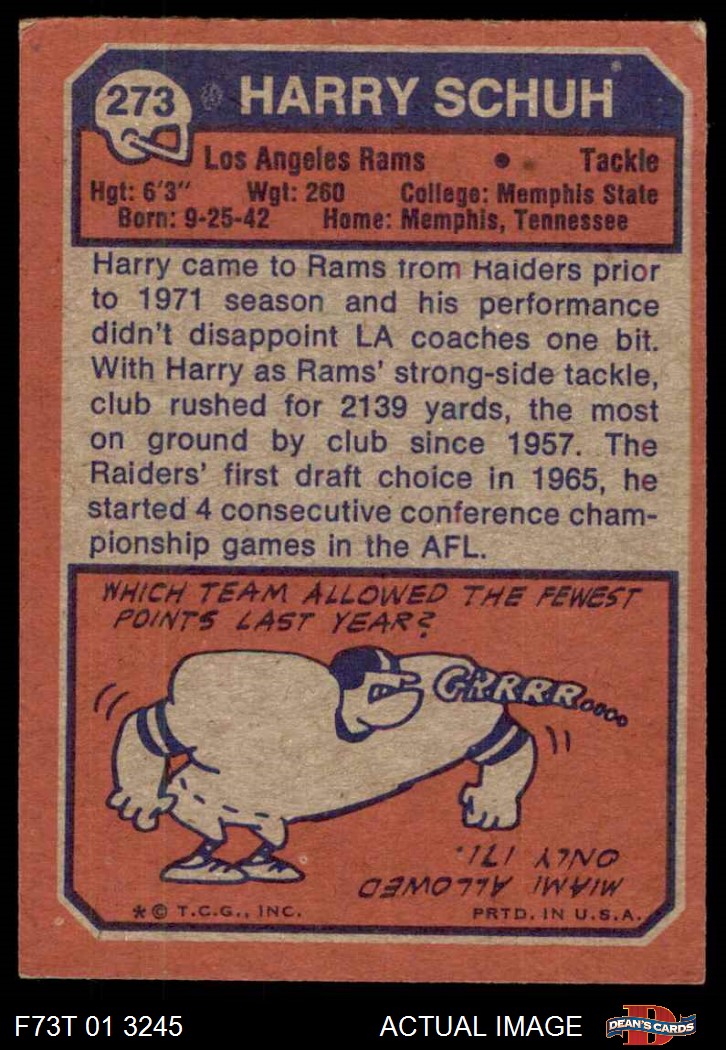 273 HARRY SCHUH
Los Angeles Rams • Tackle
Hgt: 6'3" Wgt: 260 College: Memphis State
Born: 9-25-42 Home: Memphis, Tennessee
Harry came to Rams from Raiders prior
to 1971 season and his performance
didn't disappoint LA coaches one bit.
With Harry as Rams' strong-side tackle,
club rushed for 2139 yards, the most
on ground by club since 1957. The
Raiders' first draft choice in 1965, he
started 4 consecutive conference cham-
pionship games in the AFL.
WHICH TEAM ALLOWED THE FEWEST
POINTS LAST YEAR?
GRRRR....
MIAMI ALLOWED
ONLY 171.
* © T.C.G., INC. PRTD. IN U.S.A.
F73T 01 3245 ACTUAL IMAGE D DEAN'S CARDS